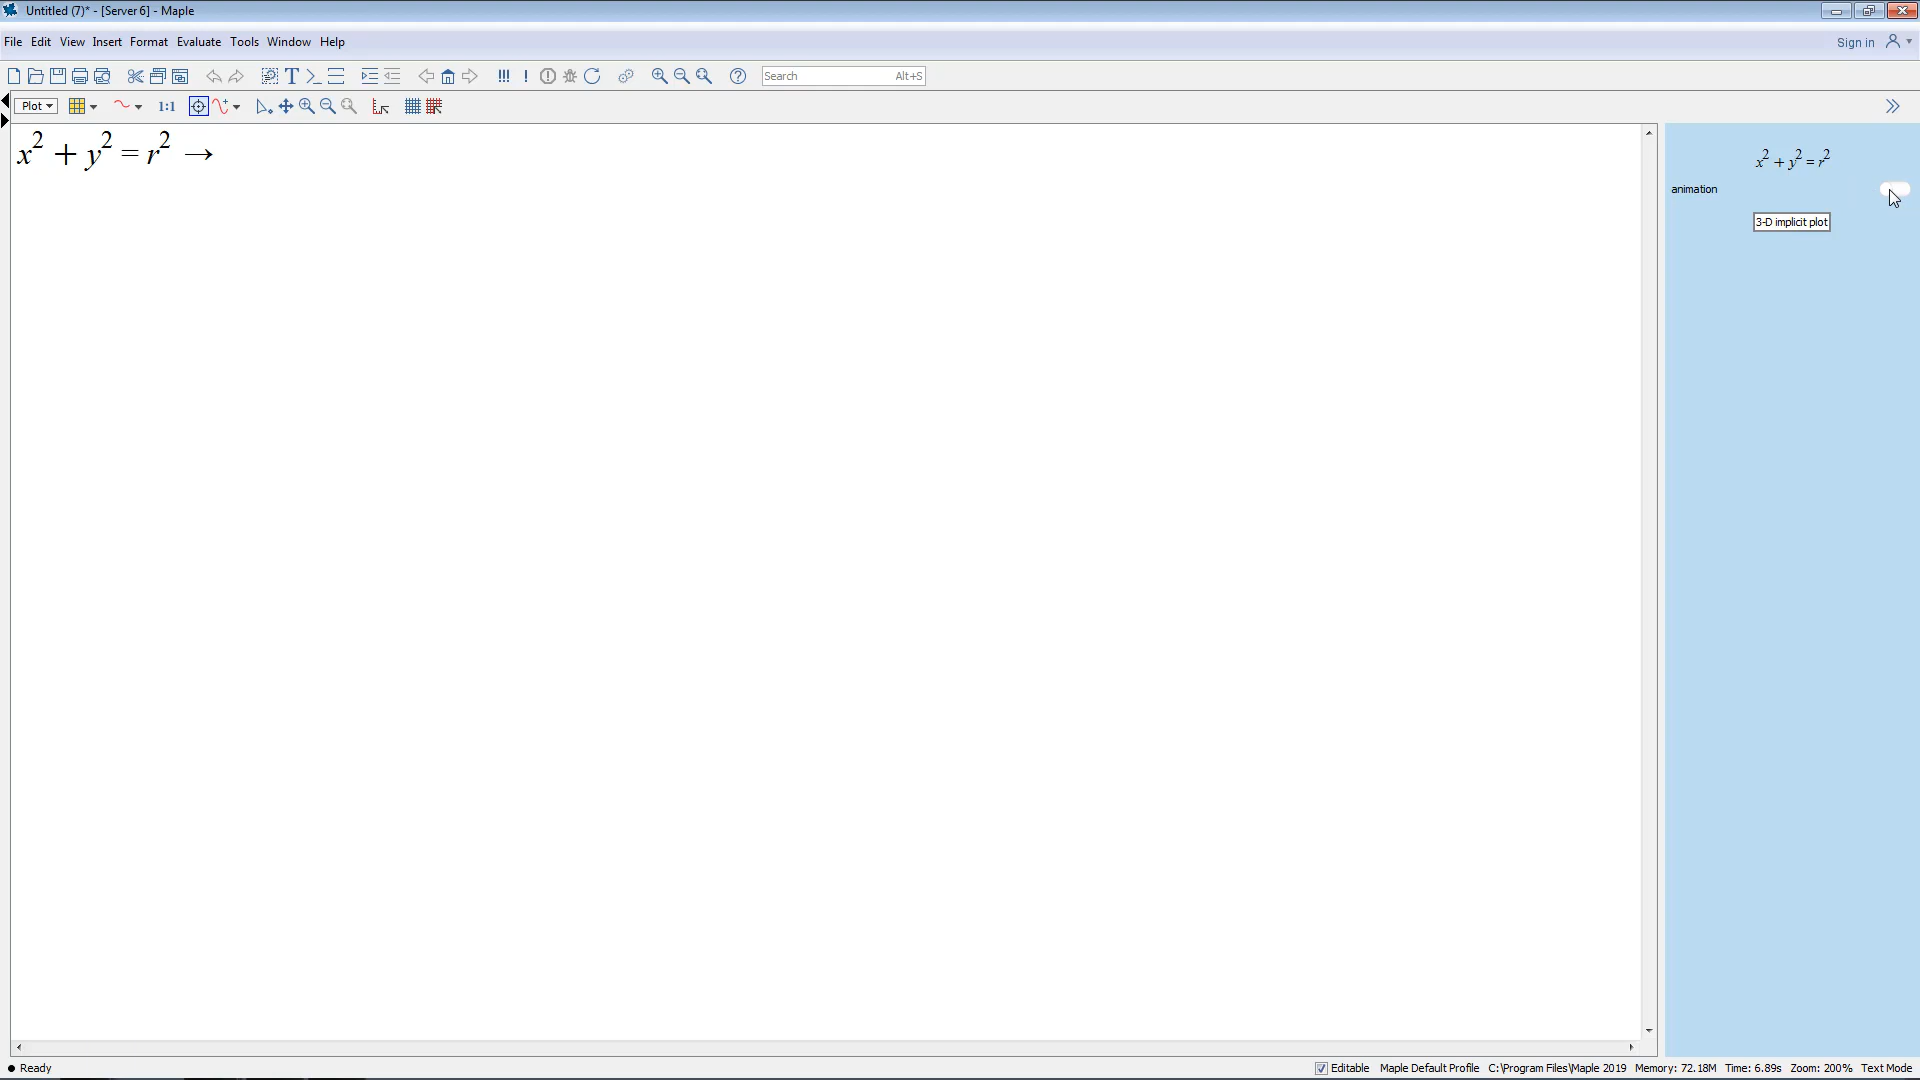 Untitled (7)* - [Server 6] - Maple
File Edit View Insert Format Evaluate Tools Window Help
Sign in
Search Alt+S
Plot 1:1
x² + y² = r² →
x² + y² = r²
animation
3-D implicit plot
Ready
Editable Maple Default Profile C:\Program Files\Maple 2019 Memory: 72.18M Time: 6.89s Zoom: 200% Text Mode